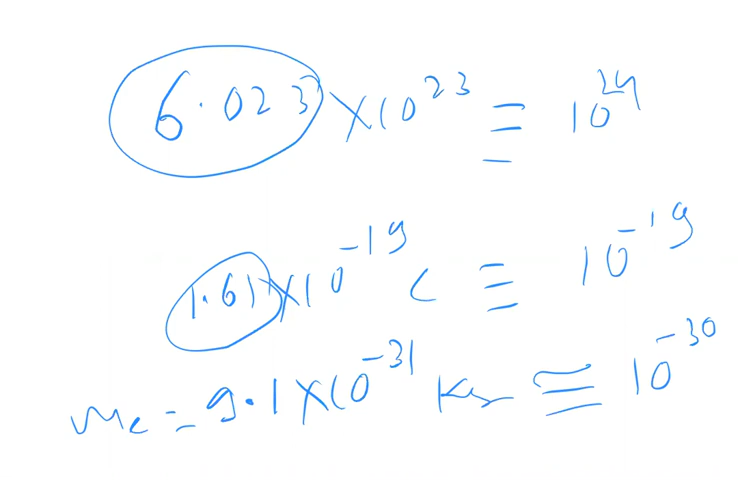 6.023 ×10²³ ≡ 10²⁴
1.61 ×10⁻¹⁹ C ≡ 10⁻¹⁹
mₑ = 9.1 ×10⁻³¹ Kg ≅ 10⁻³⁰